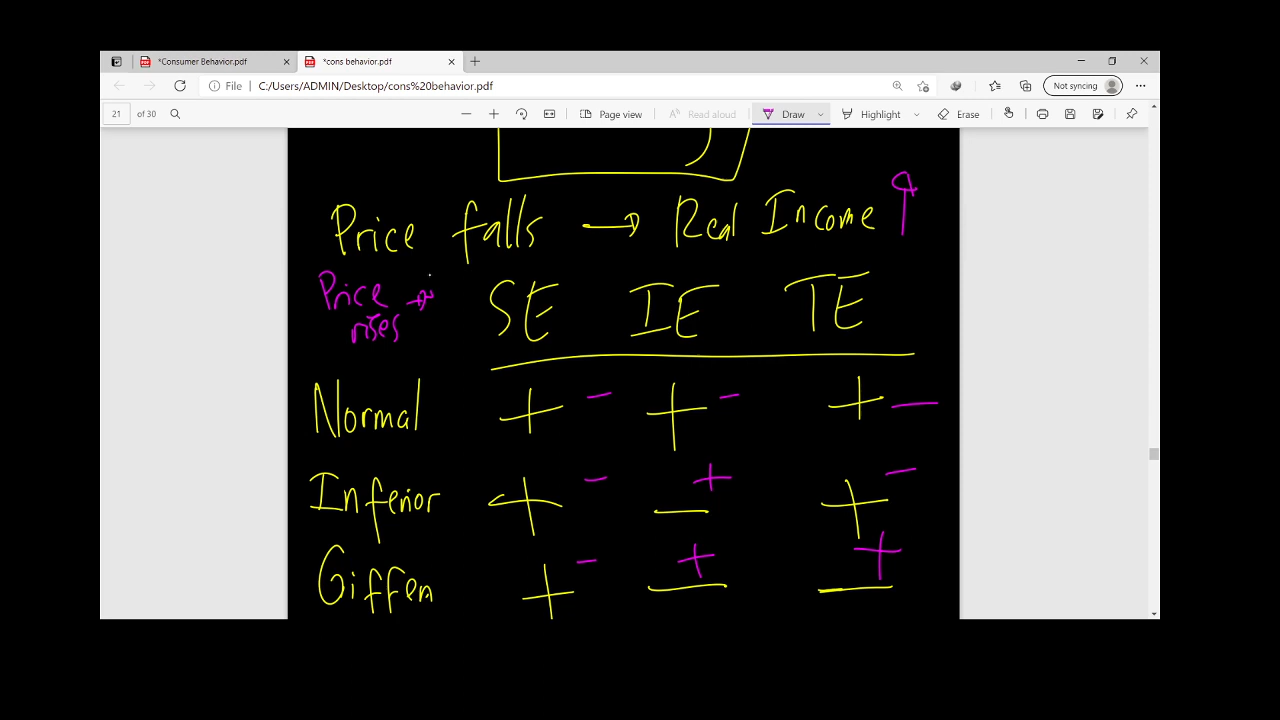 *Consumer Behavior.pdf *cons behavior.pdf
File C:/Users/ADMIN/Desktop/cons%20behavior.pdf Not syncing
21 of 30 Page view Read aloud Draw Highlight Erase
Price falls → Real Income ↑
Price rises → SE IE TE
Normal + - + - + -
Inferior + - - + + -
Giffen + - - + - +